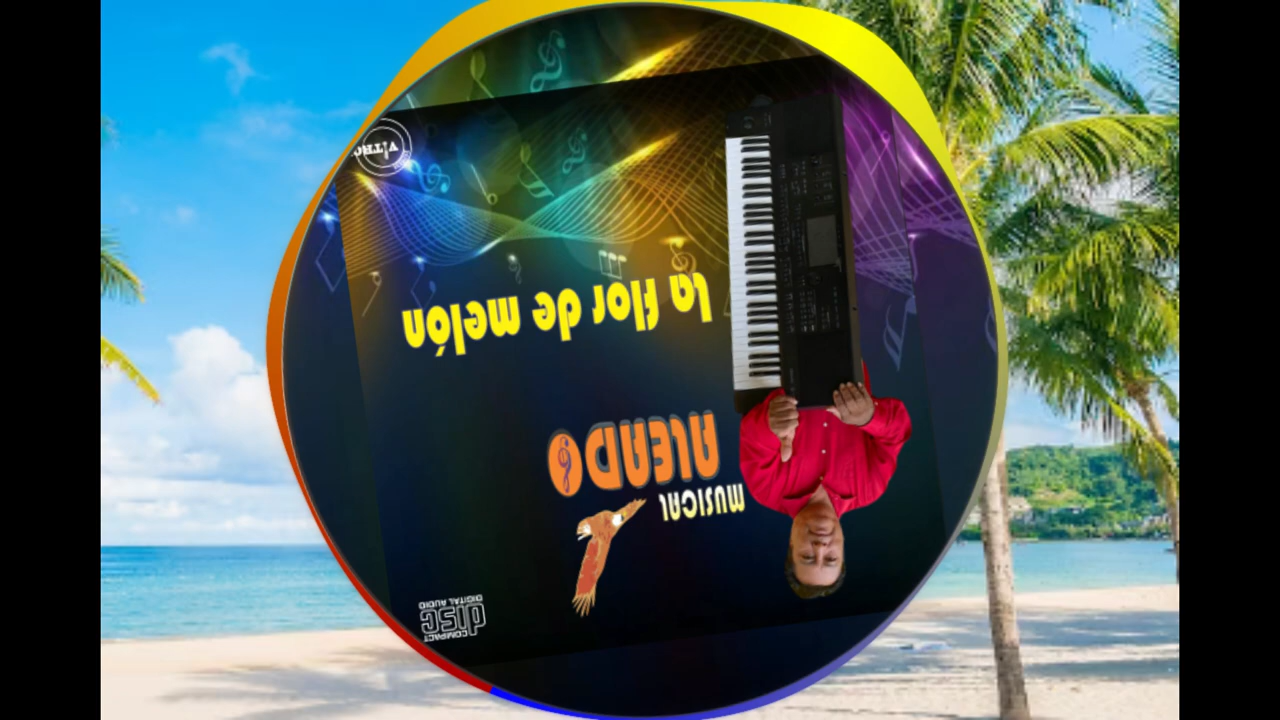 COMPACT
disc
DIGITAL AUDIO
MUSICAL
ALEADO
la flor de melón